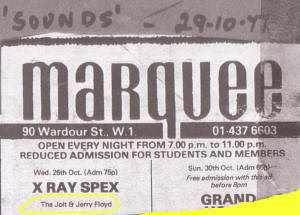 'SOUNDS' - 29-10-77
marquee
90 Wardour St., W.1. 01-437 6603
OPEN EVERY NIGHT FROM 7.00 p.m. to 11.00 p.m.
REDUCED ADMISSION FOR STUDENTS AND MEMBERS
Wed. 26th Oct. (Adm 75p)
X RAY SPEX
The Jolt & Jerry Floyd
Sun. 30th Oct. (Adm 60p)
Free admission with this ad
before 8pm
GRAND